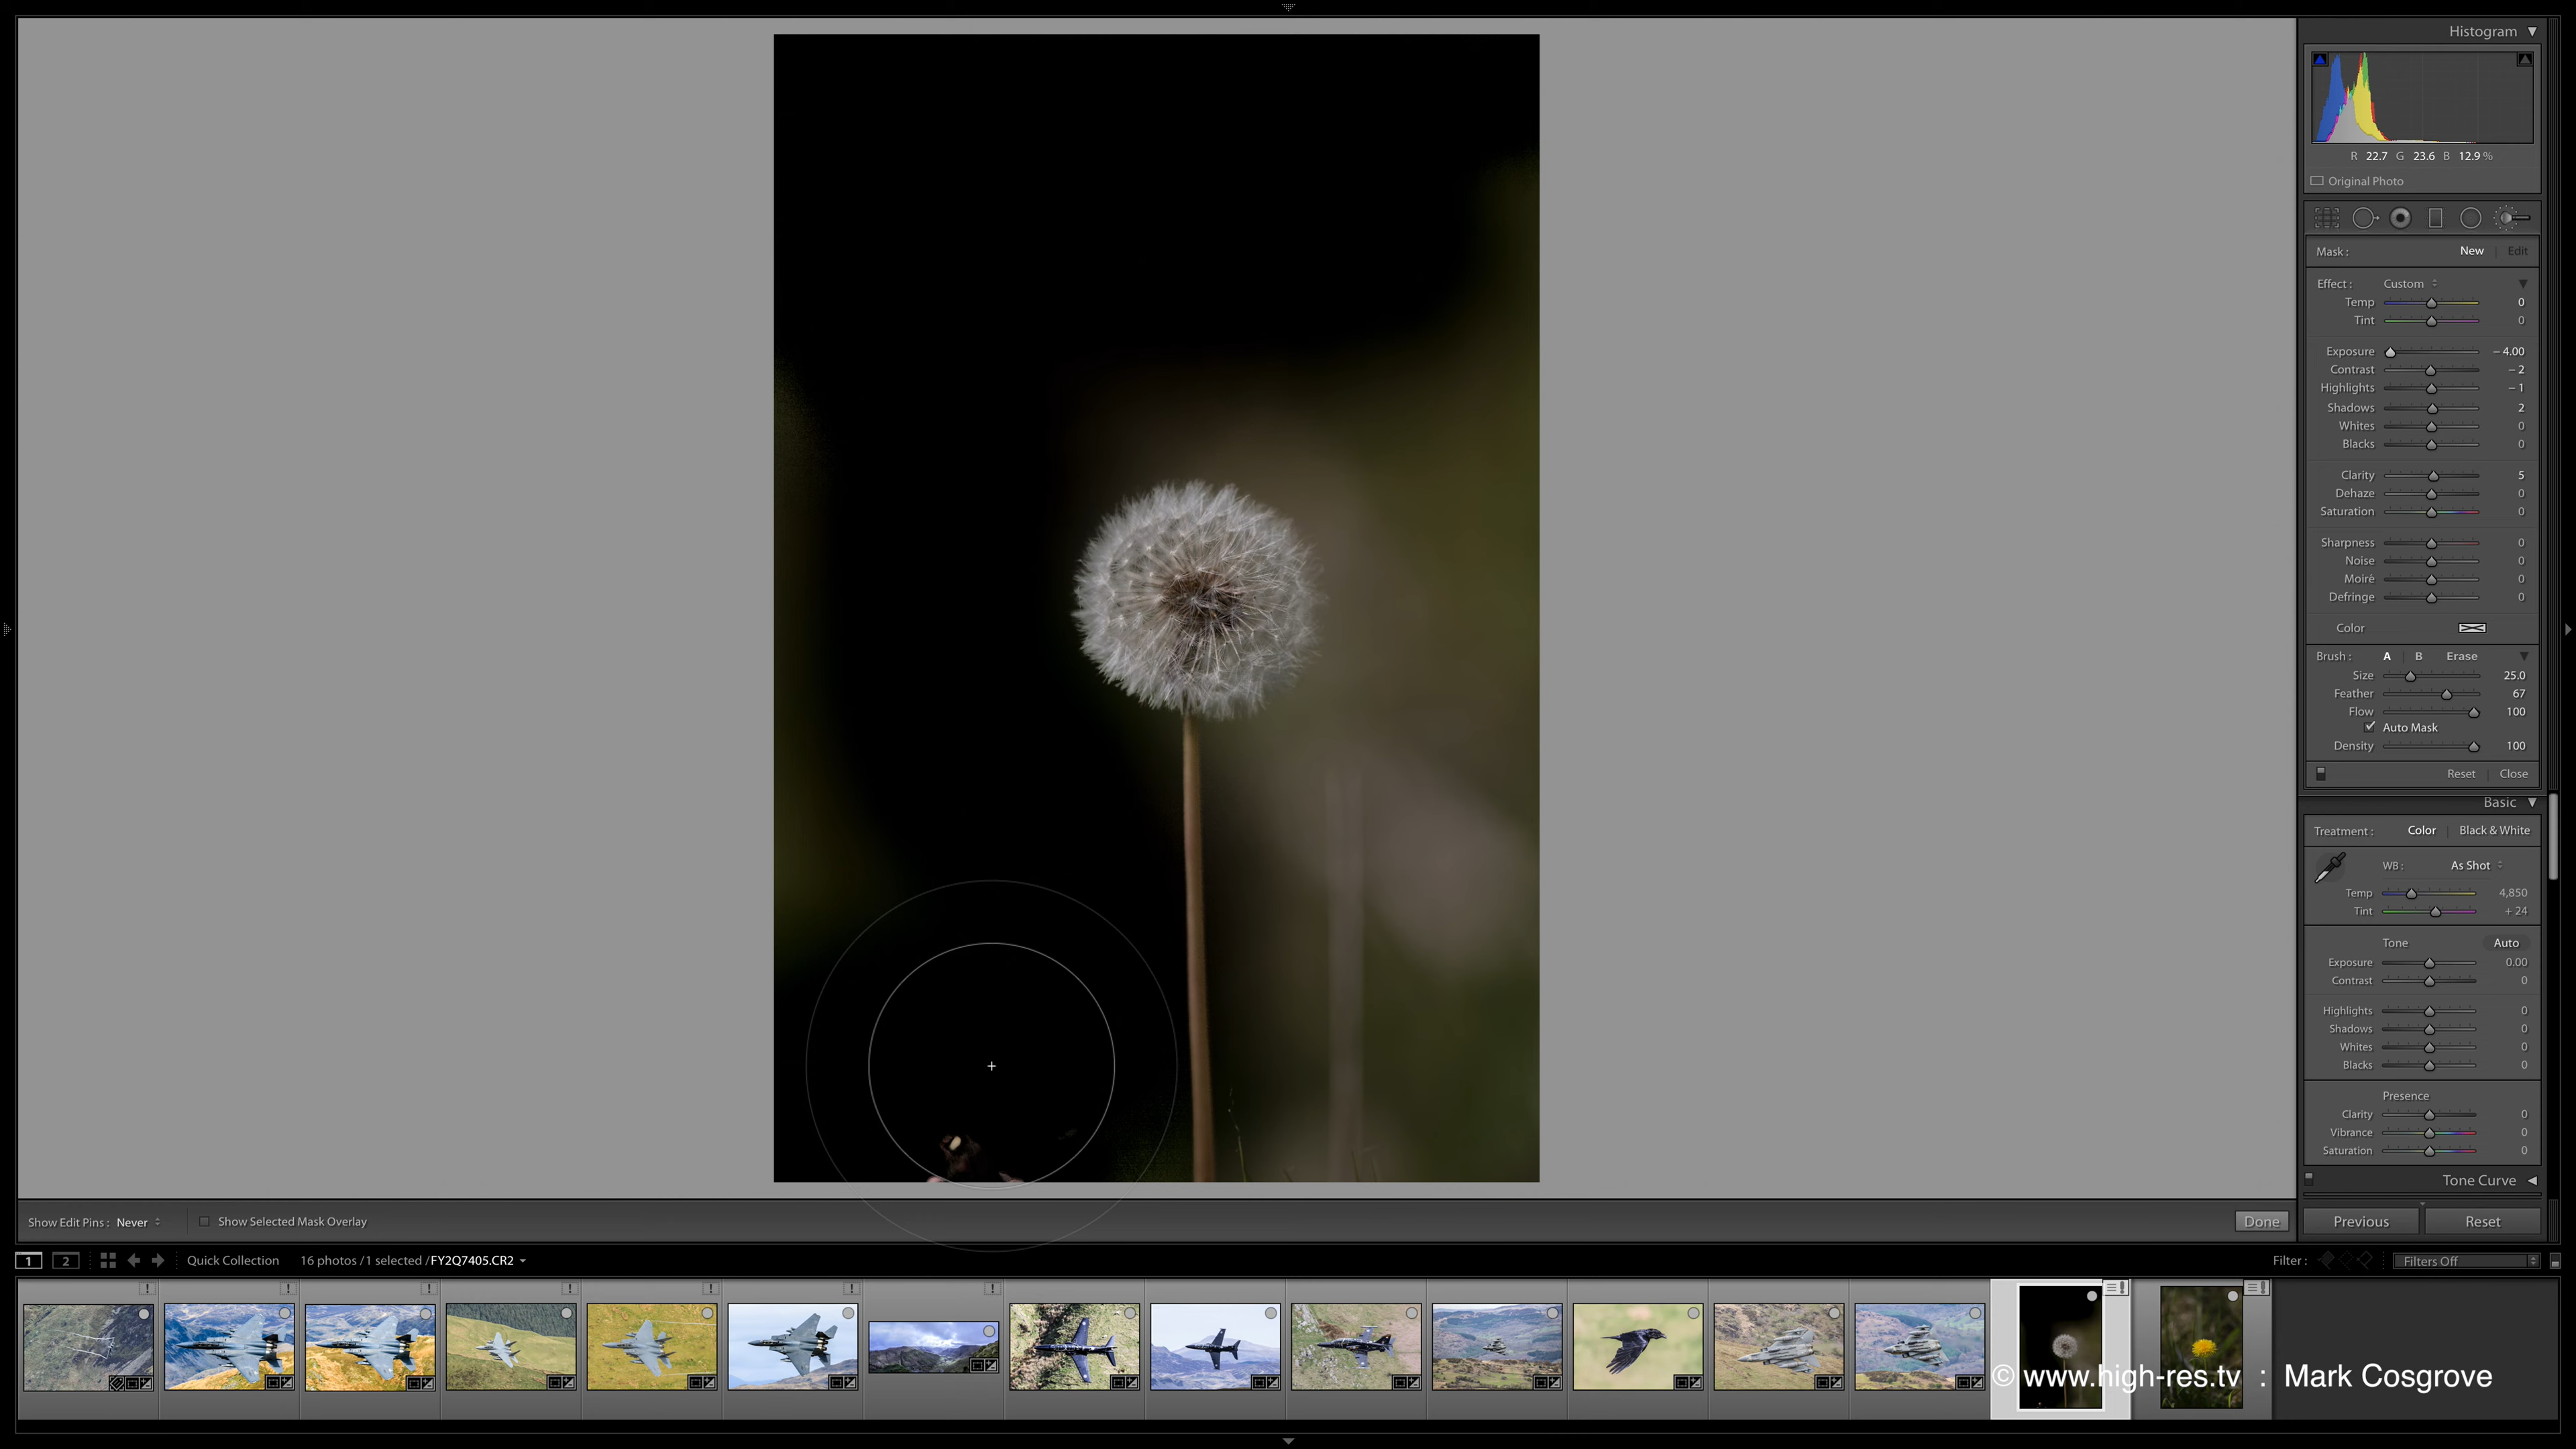 Histogram
R 22.7 G 23.6 B 12.9 %
Original Photo
Mask : New | Edit
Effect : Custom
Temp 0
Tint 0
Exposure – 4.00
Contrast – 2
Highlights – 1
Shadows 2
Whites 0
Blacks 0
Clarity 5
Dehaze 0
Saturation 0
Sharpness 0
Noise 0
Moiré 0
Defringe 0
Color
Brush : A | B Erase
Size 25.0
Feather 67
Flow 100
Auto Mask
Density 100
Reset | Close
Basic
Treatment : Color | Black & White
WB : As Shot
Temp 4,850
Tint + 24
Tone Auto
Exposure 0.00
Contrast 0
Highlights 0
Shadows 0
Whites 0
Blacks 0
Presence
Clarity 0
Vibrance 0
Saturation 0
Tone Curve
Show Edit Pins : Never Show Selected Mask Overlay Done Previous Reset
1 2 Quick Collection 16 photos / 1 selected / FY2Q7405.CR2 Filter : Filters Off
© www.high-res.tv : Mark Cosgrove